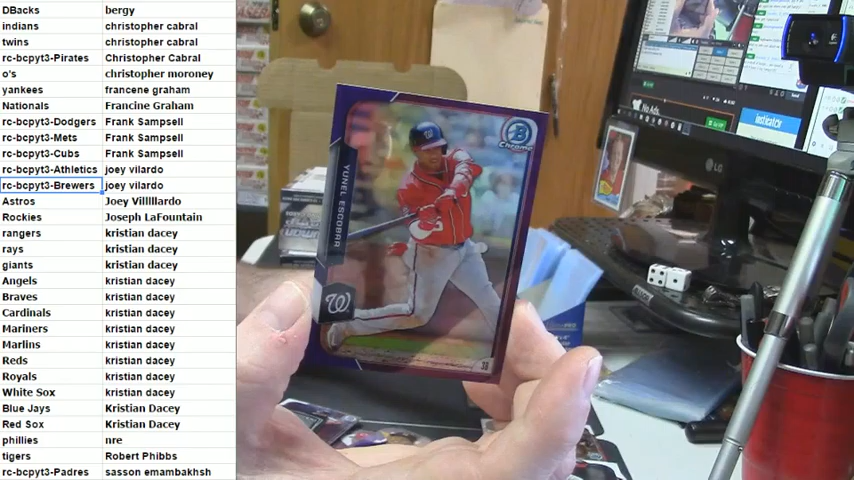 DBacks bergy
indians christopher cabral
twins christopher cabral
rc-bcpyt3-Pirates Christopher Cabral
o's christopher moroney
yankees francene graham
Nationals Francine Graham
rc-bcpyt3-Dodgers Frank Sampsell
rc-bcpyt3-Mets Frank Sampsell
rc-bcpyt3-Cubs Frank Sampsell
rc-bcpyt3-Athletics joey vilardo
rc-bcpyt3-Brewers joey vilardo
Astros Joey Villlllardo
Rockies Joseph LaFountain
rangers kristian dacey
rays kristian dacey
giants kristian dacey
Angels kristian dacey
Braves kristian dacey
Cardinals kristian dacey
Mariners kristian dacey
Marlins kristian dacey
Reds kristian dacey
Royals kristian dacey
White Sox kristian dacey
Blue Jays Kristian Dacey
Red Sox Kristian Dacey
phillies nre
tigers Robert Phibbs
rc-bcpyt3-Padres sasson emambakhsh
B
Chrome
YUNEL ESCOBAR
W
No Ads
LG